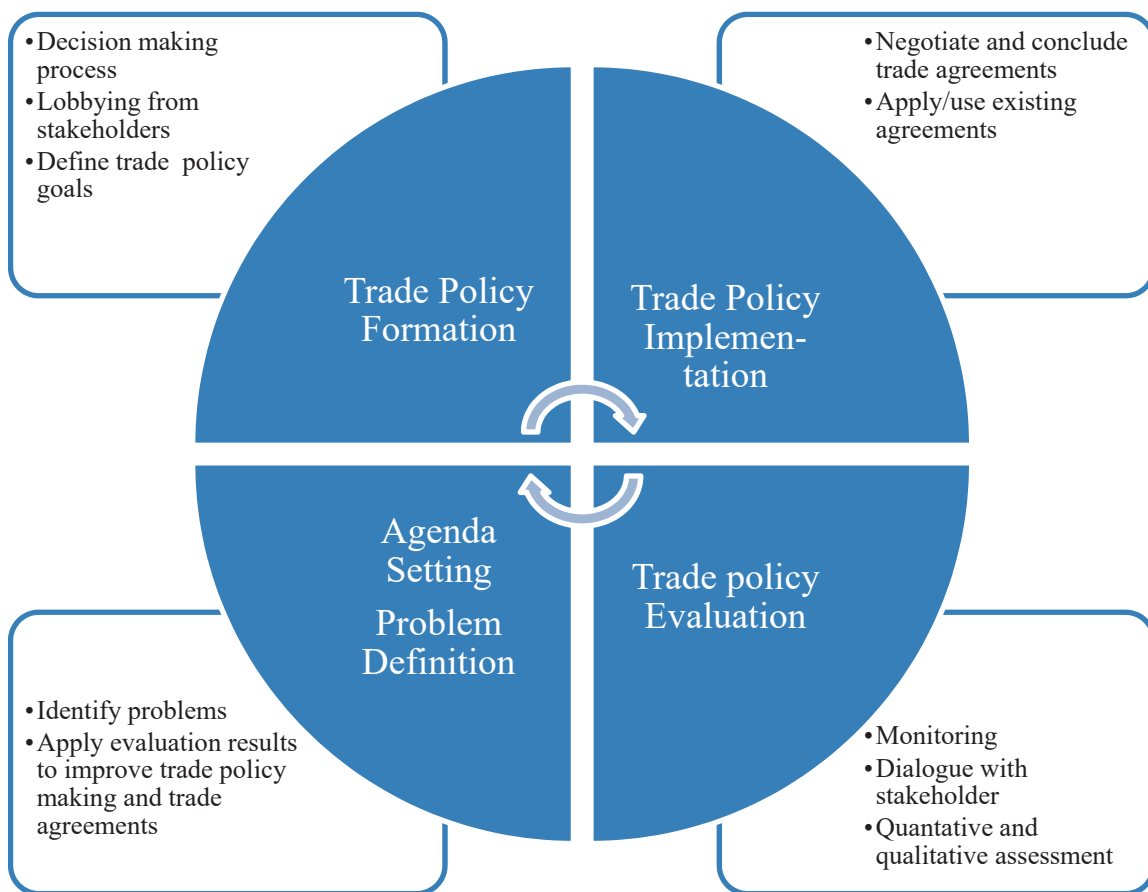 •Decision making
process
•Lobbying from
stakeholders
•Define trade policy
goals
•Negotiate and conclude
trade agreements
•Apply/use existing
agreements
Trade Policy
Formation
Trade Policy
Implemen-
tation
Agenda
Setting
Problem
Definition
Trade policy
Evaluation
•Identify problems
•Apply evaluation results
to improve trade policy
making and trade
agreements
•Monitoring
•Dialogue with
stakeholder
•Quantative and
qualitative assessment